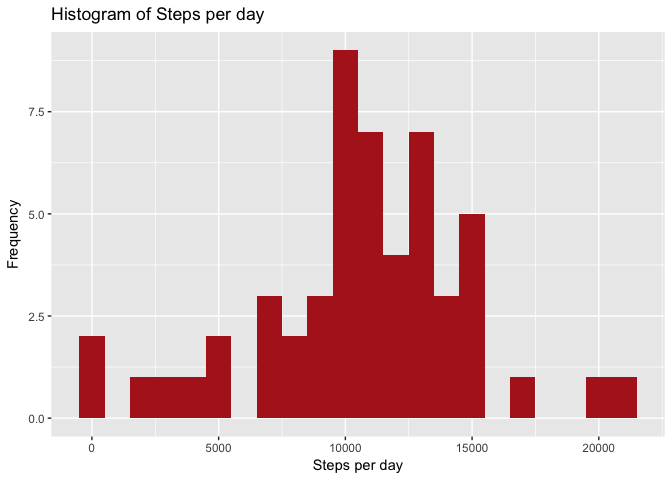 Histogram of Steps per day
7.5
5.0
2.5
0.0
Frequency
0 5000 10000 15000 20000
Steps per day